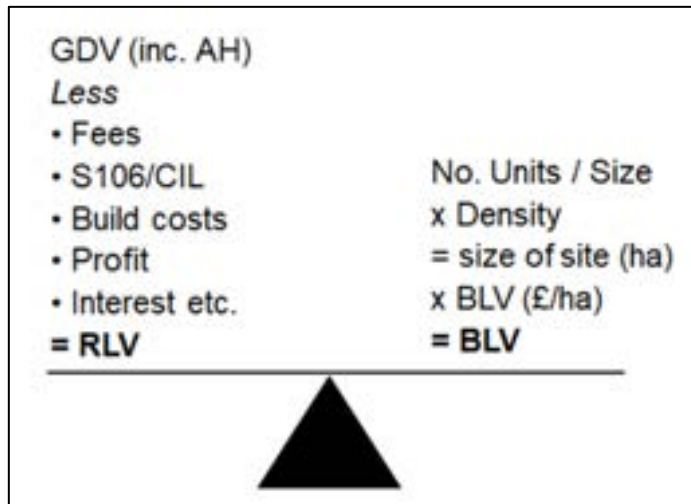 GDV (inc. AH)
Less
• Fees
• S106/CIL
• Build costs
• Profit
• Interest etc.
= RLV
No. Units / Size
x Density
= size of site (ha)
x BLV (£/ha)
= BLV